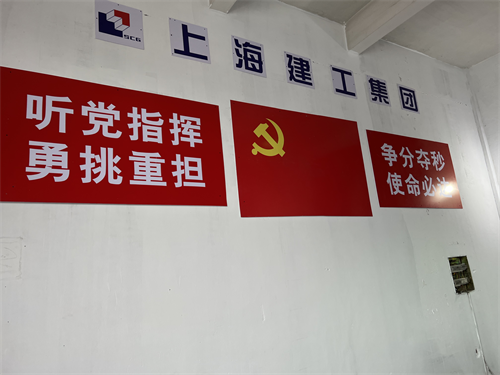 SCG
上海建工集团
听党指挥
勇挑重担
争分夺秒
使命必达